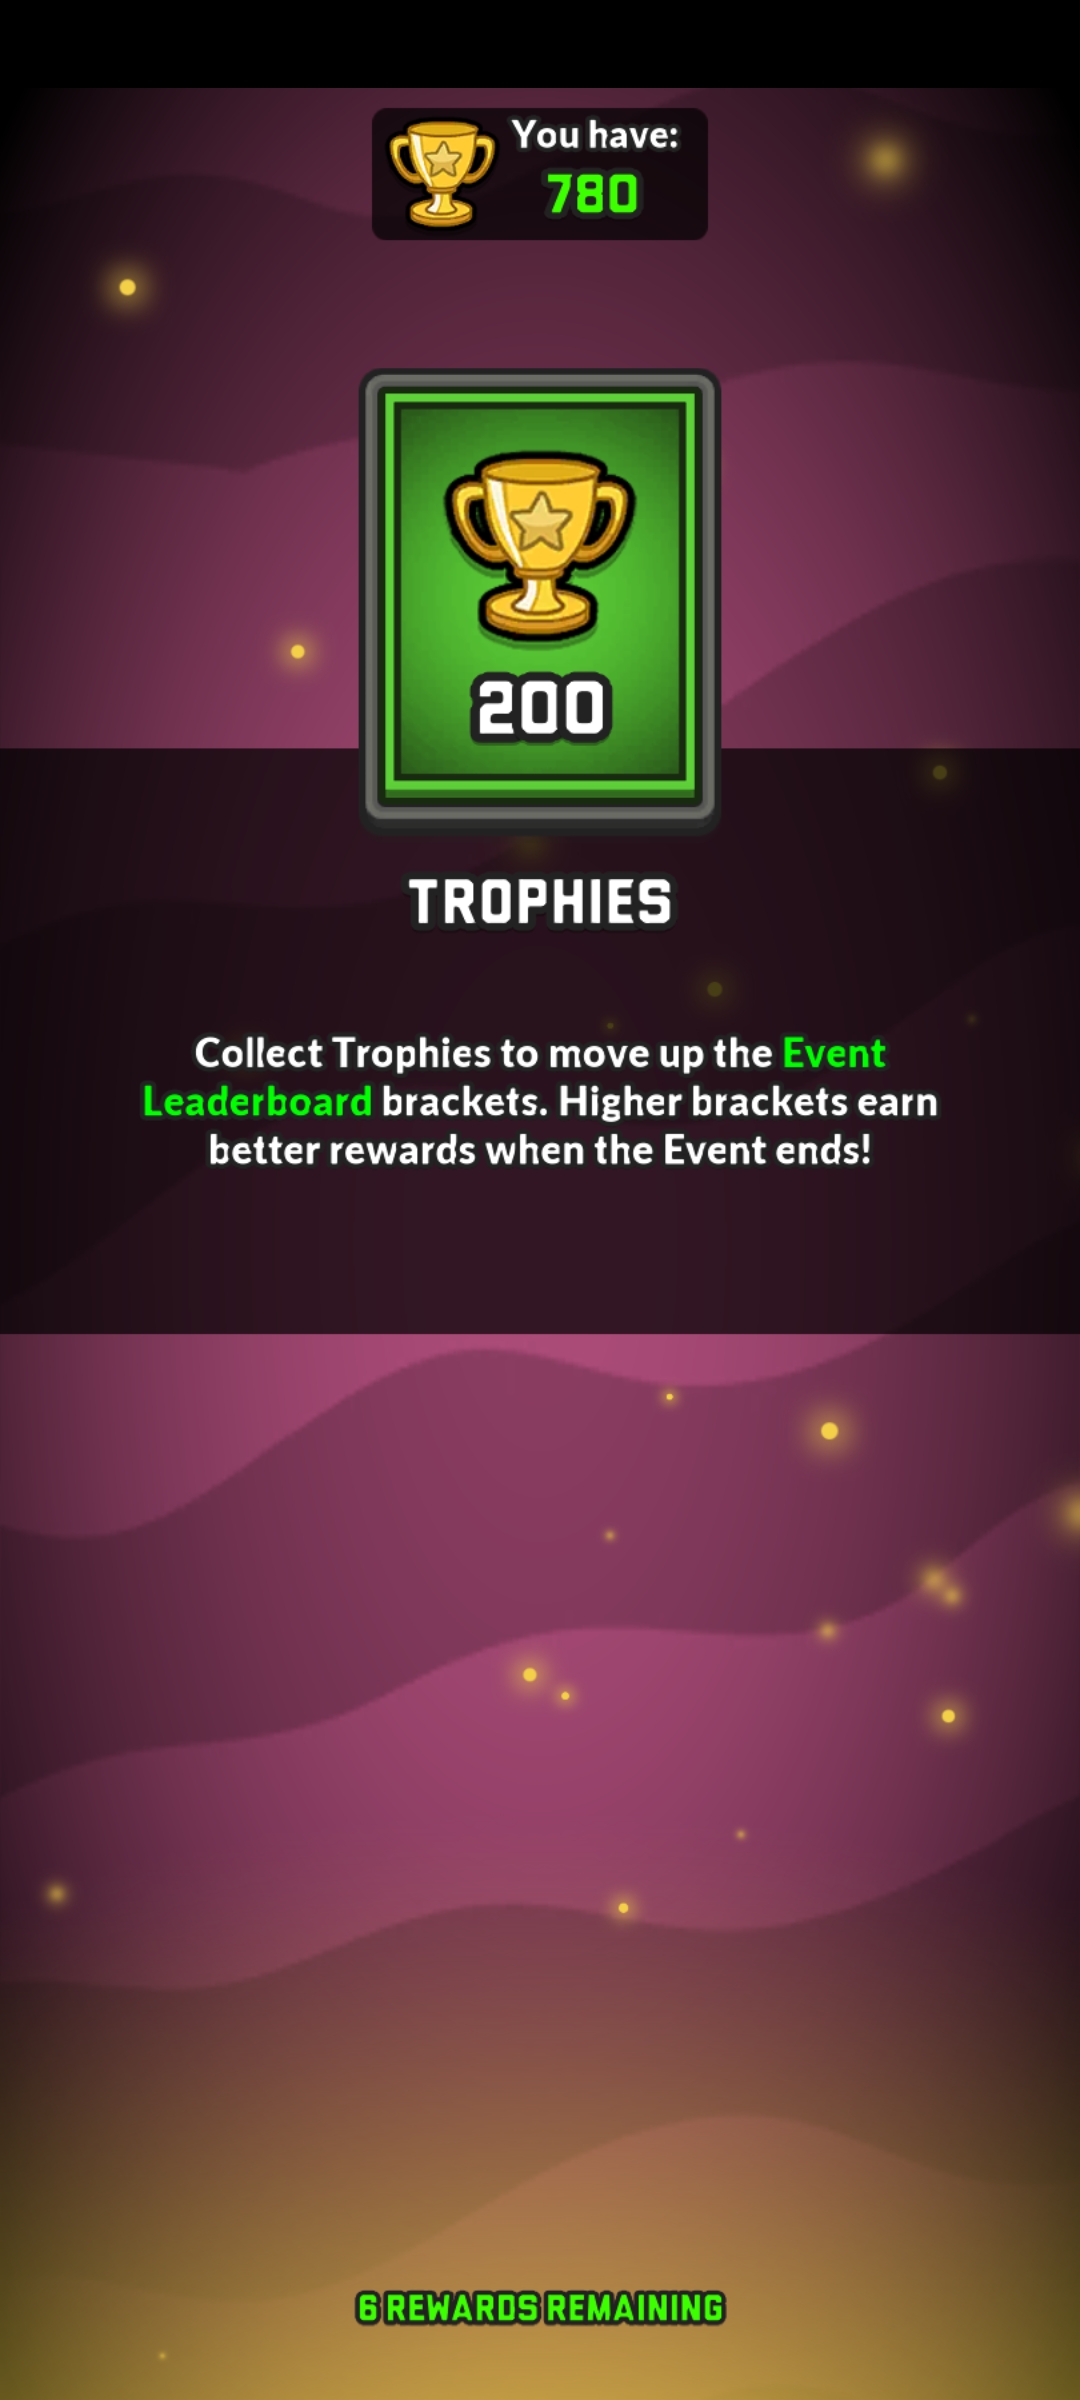 You have:
780
200
TROPHIES
Collect Trophies to move up the Event
Leaderboard brackets. Higher brackets earn
better rewards when the Event ends!
6 REWARDS REMAINING